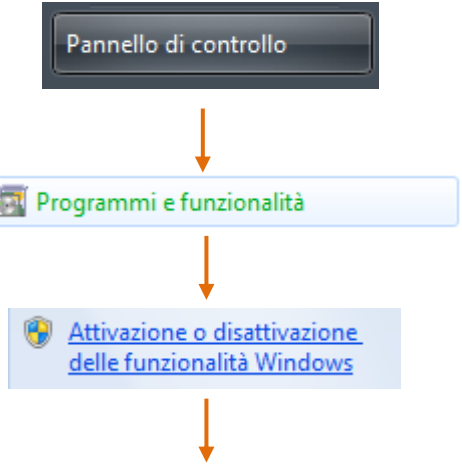 Pannello di controllo
Programmi e funzionalità
Attivazione o disattivazione
delle funzionalità Windows